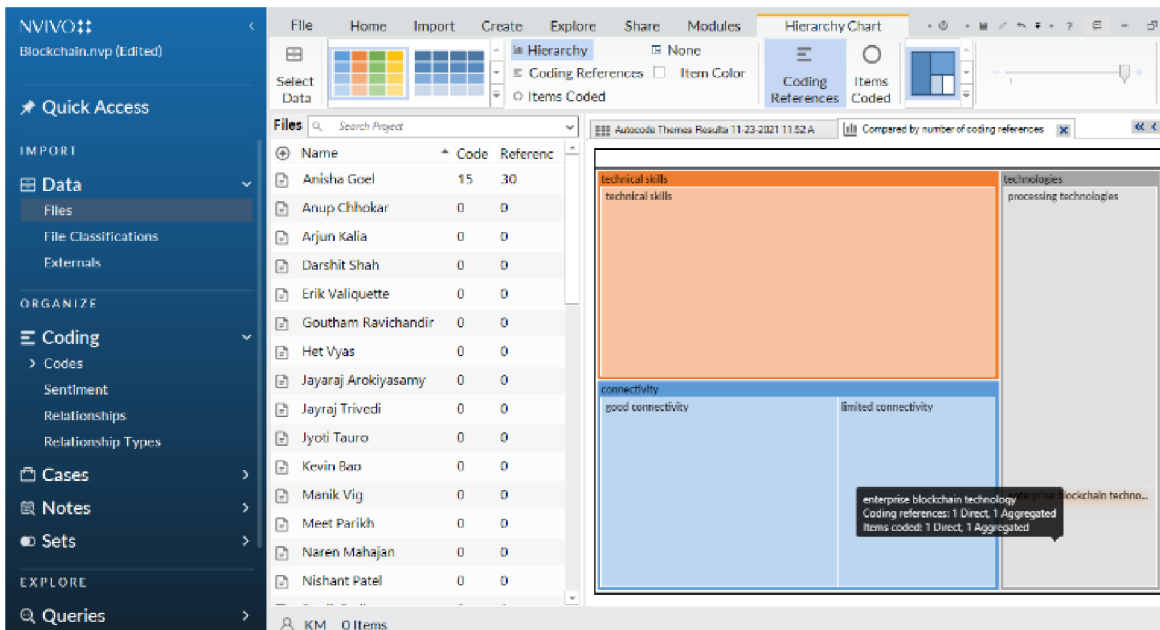 NVIVO
Blockchain.nvp (Edited)
Quick Access
IMPORT
Data
Files
File Classifications
Externals
ORGANIZE
Coding
Codes
Sentiment
Relationships
Relationship Types
Cases
Notes
Sets
EXPLORE
Queries
File Home Import Create Explore Share Modules Hierarchy Chart
Select Data
Hierarchy
Coding References
Items Coded
None
Item Color
Coding References
Items Coded
Files Search Project
Name Code Referenc
Anisha Goel 15 30
Anup Chhokar 0 0
Arjun Kalia 0 0
Darshit Shah 0 0
Erik Valiquette 0 0
Goutham Ravichandir 0 0
Het Vyas 0 0
Jayaraj Arokiyasamy 0 0
Jayraj Trivedi 0 0
Jyoti Tauro 0 0
Kevin Bao 0 0
Manik Vig 0 0
Meet Parikh 0 0
Naren Mahajan 0 0
Nishant Patel 0 0
KM 0 Items
Autocode Themes Results 11-23-2021 11.52 A
Compared by number of coding references
technical skills
technical skills
technologies
processing technologies
connectivity
good connectivity
limited connectivity
enterprise blockchain techno...
enterprise blockchain technology
Coding references: 1 Direct, 1 Aggregated
Items coded: 1 Direct, 1 Aggregated